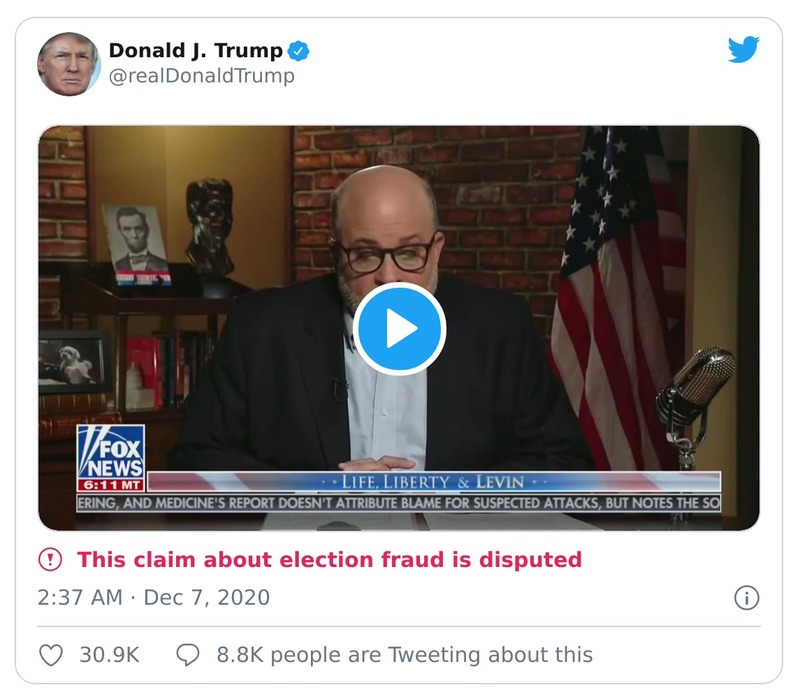 Donald J. Trump
@realDonaldTrump
FOX
NEWS
6:11 MT
LIFE, LIBERTY & LEVIN
ERING, AND MEDICINE'S REPORT DOESN'T ATTRIBUTE BLAME FOR SUSPECTED ATTACKS, BUT NOTES THE SO
This claim about election fraud is disputed
2:37 AM · Dec 7, 2020
30.9K
8.8K people are Tweeting about this